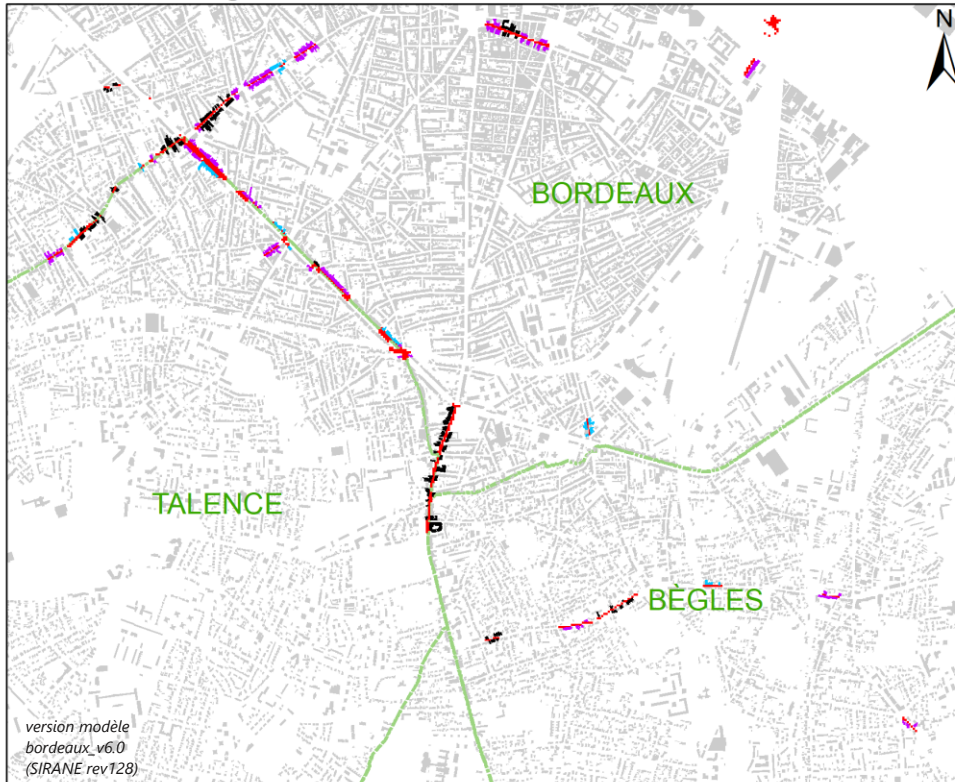 N
BORDEAUX
TALENCE
BÈGLES
version modèle
bordeaux_v6.0
(SIRANE rev128)